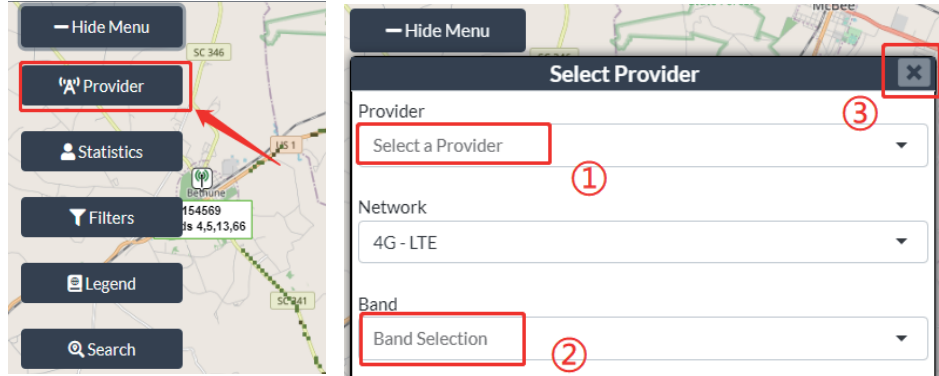 Hide Menu
SC 346
Provider
Statistics
US 1
Bethune
154569
ds 4,5,13,66
Filters
Legend
SC 341
Search
McBee
Hide Menu
Select Provider
Provider
③
Select a Provider
①
Network
4G - LTE
Band
Band Selection
②